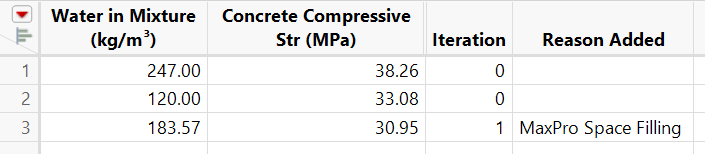 Water in Mixture Concrete Compressive
(kg/m³) Str (MPa) Iteration Reason Added
1 247.00 38.26 0
2 120.00 33.08 0
3 183.57 30.95 1 MaxPro Space Filling